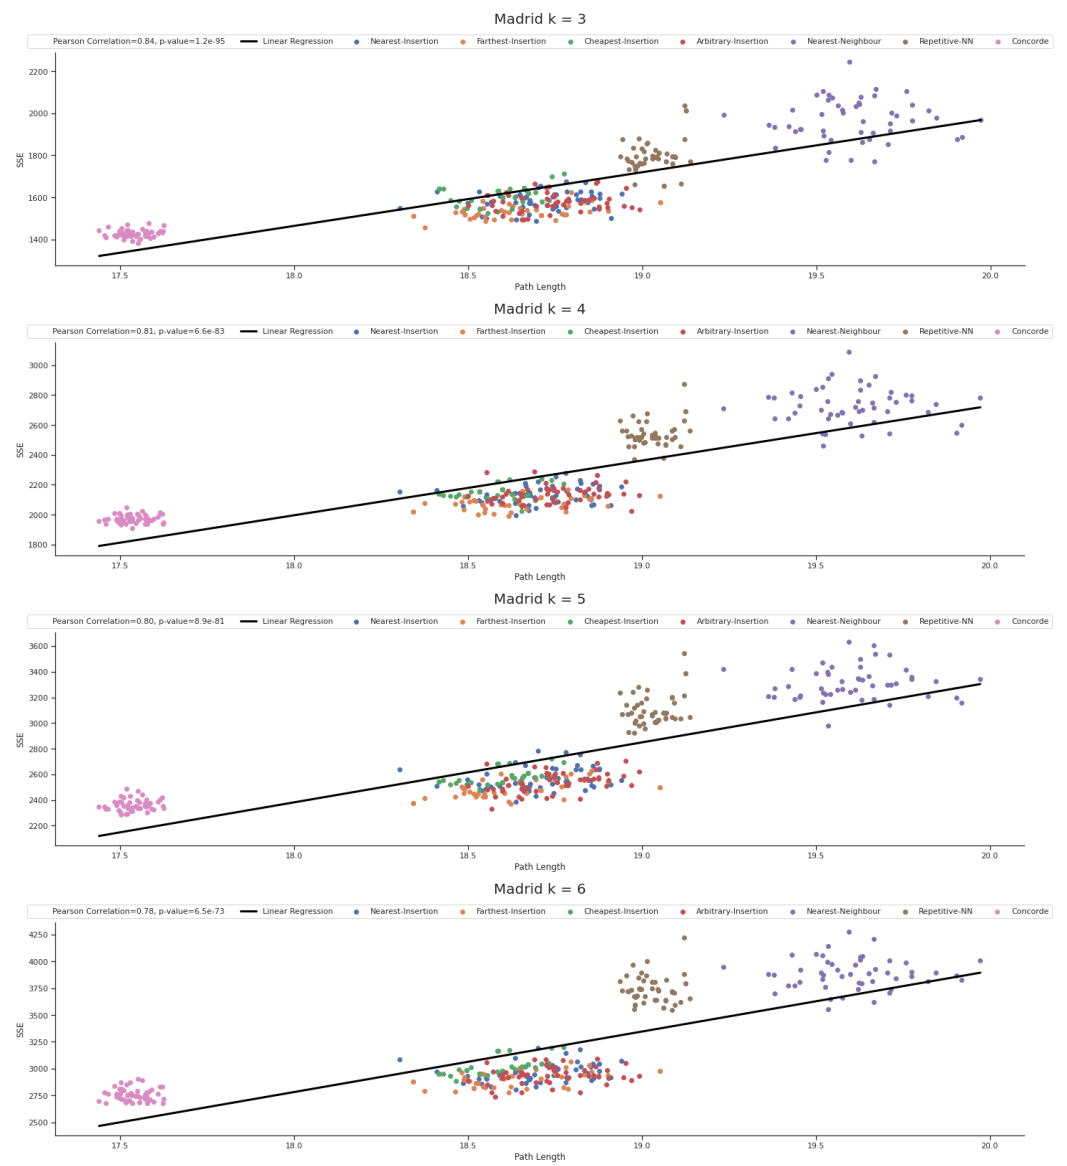 Madrid k = 3
Pearson Correlation=0.84, p-value=1.2e-95 Linear Regression Nearest-Insertion Farthest-Insertion Cheapest-Insertion Arbitrary-Insertion Nearest-Neighbour Repetitive-NN Concorde
2200
2000
1800
1600
1400
SSE
17.5 18.0 18.5 19.0 19.5 20.0
Path Length
Madrid k = 4
Pearson Correlation=0.81, p-value=6.6e-83 Linear Regression Nearest-Insertion Farthest-Insertion Cheapest-Insertion Arbitrary-Insertion Nearest-Neighbour Repetitive-NN Concorde
3000
2800
2600
2400
2200
2000
1800
SSE
17.5 18.0 18.5 19.0 19.5 20.0
Path Length
Madrid k = 5
Pearson Correlation=0.80, p-value=8.9e-81 Linear Regression Nearest-Insertion Farthest-Insertion Cheapest-Insertion Arbitrary-Insertion Nearest-Neighbour Repetitive-NN Concorde
3600
3400
3200
3000
2800
2600
2400
2200
SSE
17.5 18.0 18.5 19.0 19.5 20.0
Path Length
Madrid k = 6
Pearson Correlation=0.78, p-value=6.5e-73 Linear Regression Nearest-Insertion Farthest-Insertion Cheapest-Insertion Arbitrary-Insertion Nearest-Neighbour Repetitive-NN Concorde
4250
4000
3750
3500
3250
3000
2750
2500
SSE
17.5 18.0 18.5 19.0 19.5 20.0
Path Length